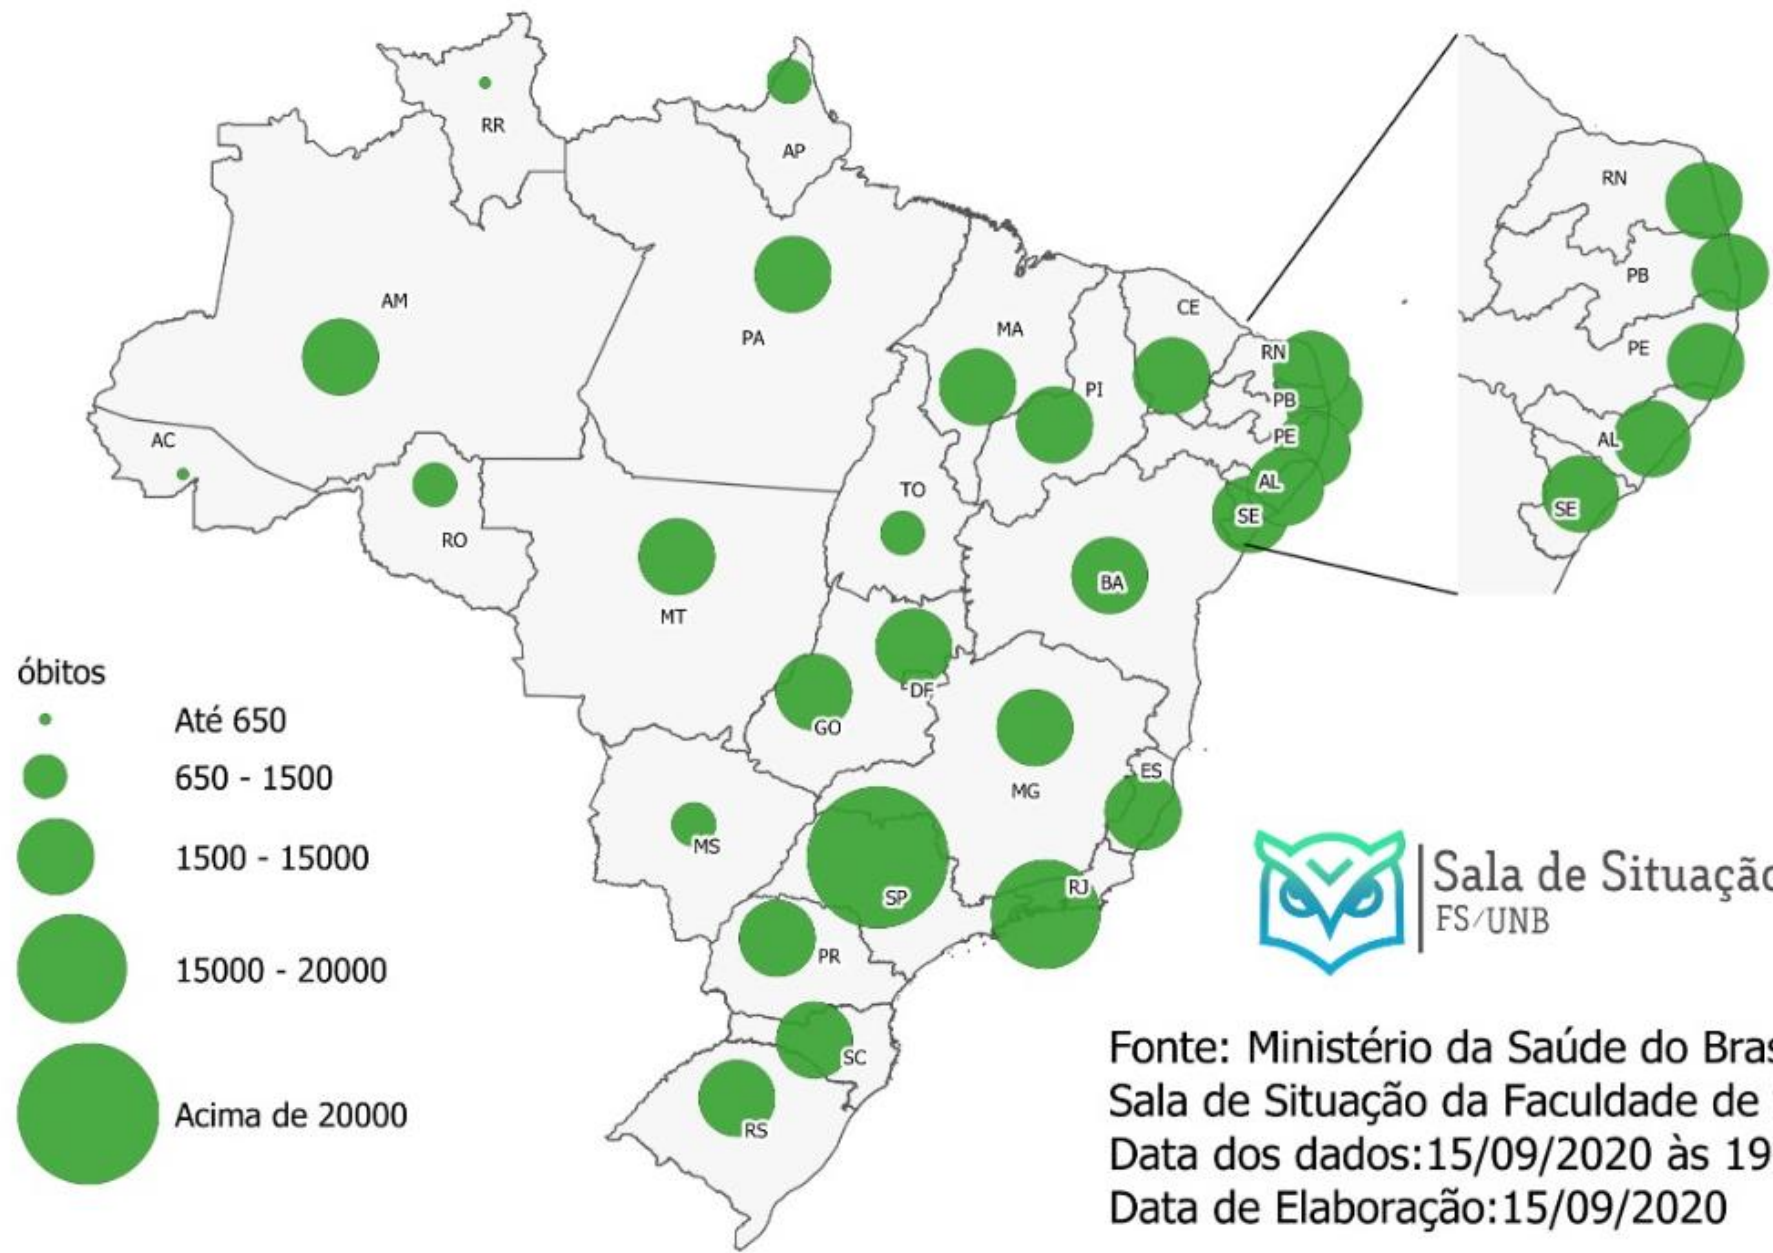 RR
AP
AM
PA
MA
CE
PI
RN
PB
PE
AL
SE
AC
RO
TO
MT
BA
DF
GO
MG
ES
MS
SP
RJ
PR
SC
RS
RN
PB
PE
AL
SE
óbitos
Até 650
650 - 1500
1500 - 15000
15000 - 20000
Acima de 20000
Sala de Situação
FS/UNB
Fonte: Ministério da Saúde do Bras
Sala de Situação da Faculdade de
Data dos dados:15/09/2020 às 19
Data de Elaboração:15/09/2020